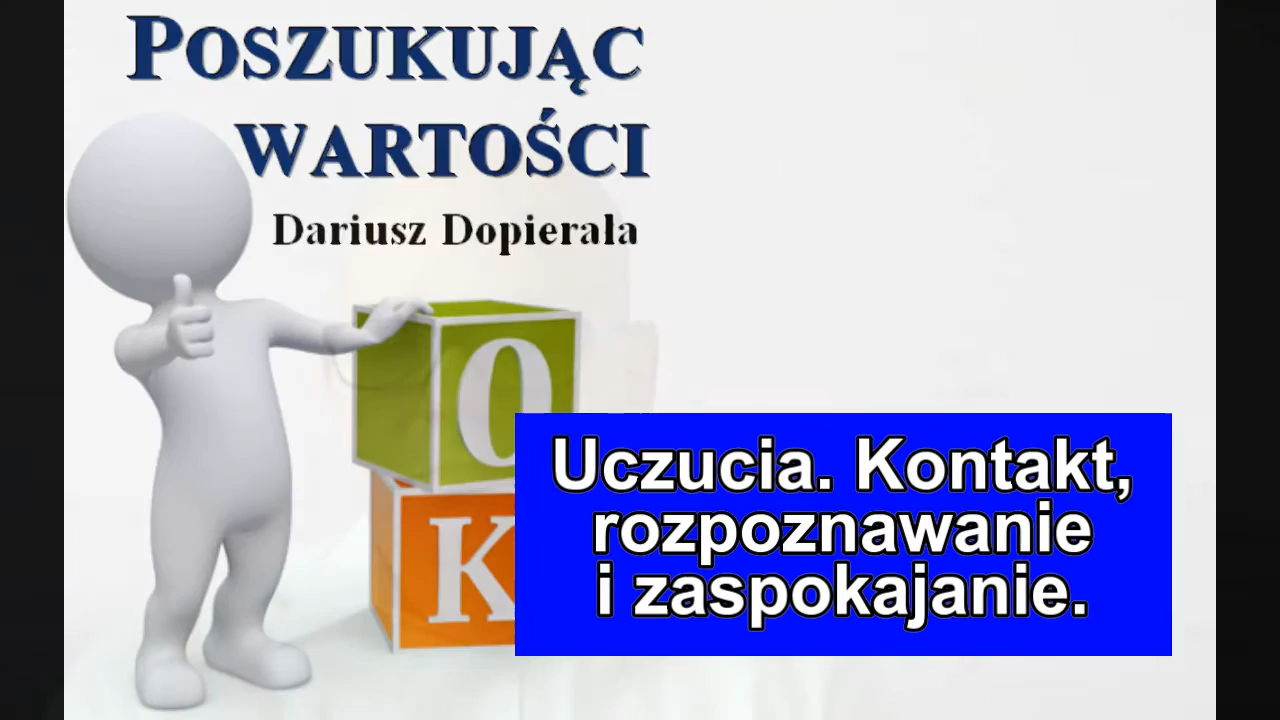 POSZUKUJĄC
WARTOŚCI
Dariusz Dopierała
O
K
Uczucia. Kontakt,
rozpoznawanie
i zaspokajanie.